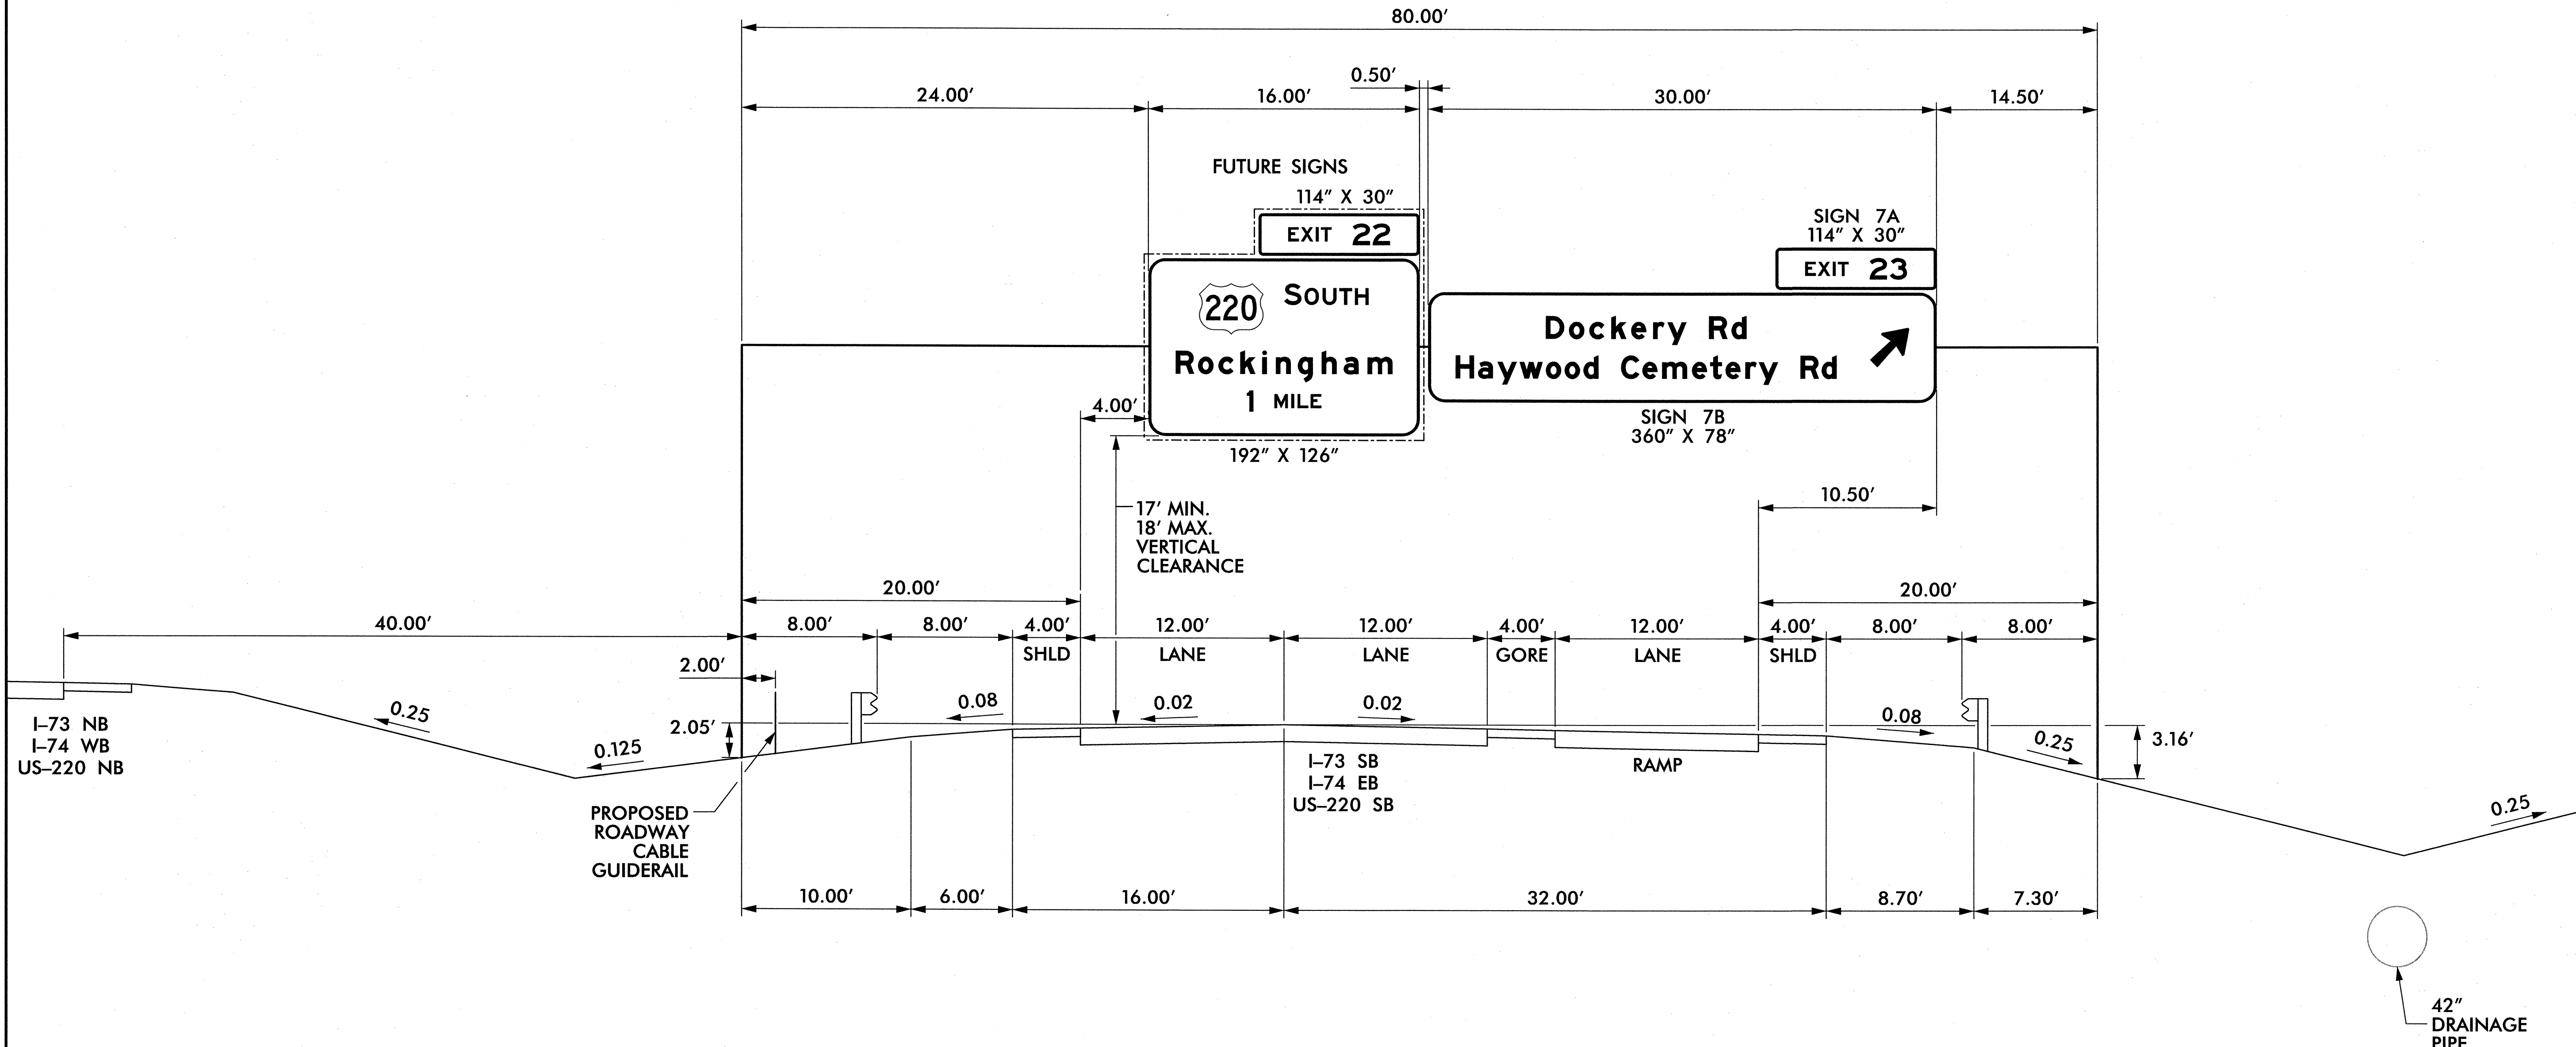 80.00'
0.50'
24.00'
16.00'
30.00'
14.50'
FUTURE SIGNS
114" X 30"
EXIT 22
SIGN 7A
114" X 30"
EXIT 23
220 SOUTH
Rockingham
1 MILE
Dockery Rd
Haywood Cemetery Rd
4.00'
192" X 126"
SIGN 7B
360" X 78"
10.50'
17' MIN.
18' MAX.
VERTICAL
CLEARANCE
20.00'
20.00'
40.00'
8.00'
8.00'
4.00'
12.00'
12.00'
4.00'
12.00'
4.00'
8.00'
8.00'
SHLD
LANE
LANE
GORE
LANE
SHLD
2.00'
0.25
0.125
2.05'
0.08
0.02
0.02
0.08
0.25
3.16'
0.25
I-73 NB
I-74 WB
US-220 NB
I-73 SB
I-74 EB
US-220 SB
RAMP
PROPOSED
ROADWAY
CABLE
GUIDERAIL
10.00'
6.00'
16.00'
32.00'
8.70'
7.30'
42"
DRAINAGE
PIPE